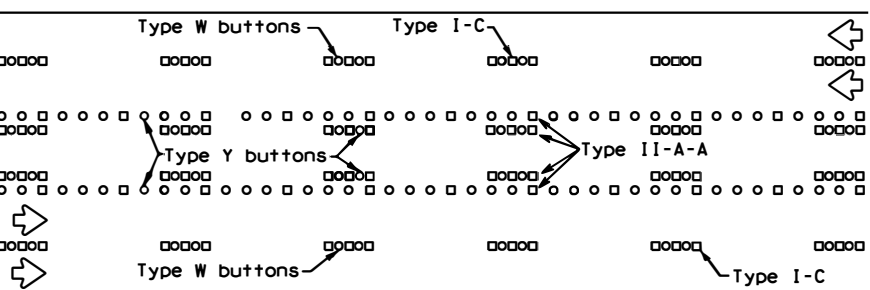 Type W buttons
Type I-C
Type Y buttons
Type II-A-A
Type W buttons
Type I-C